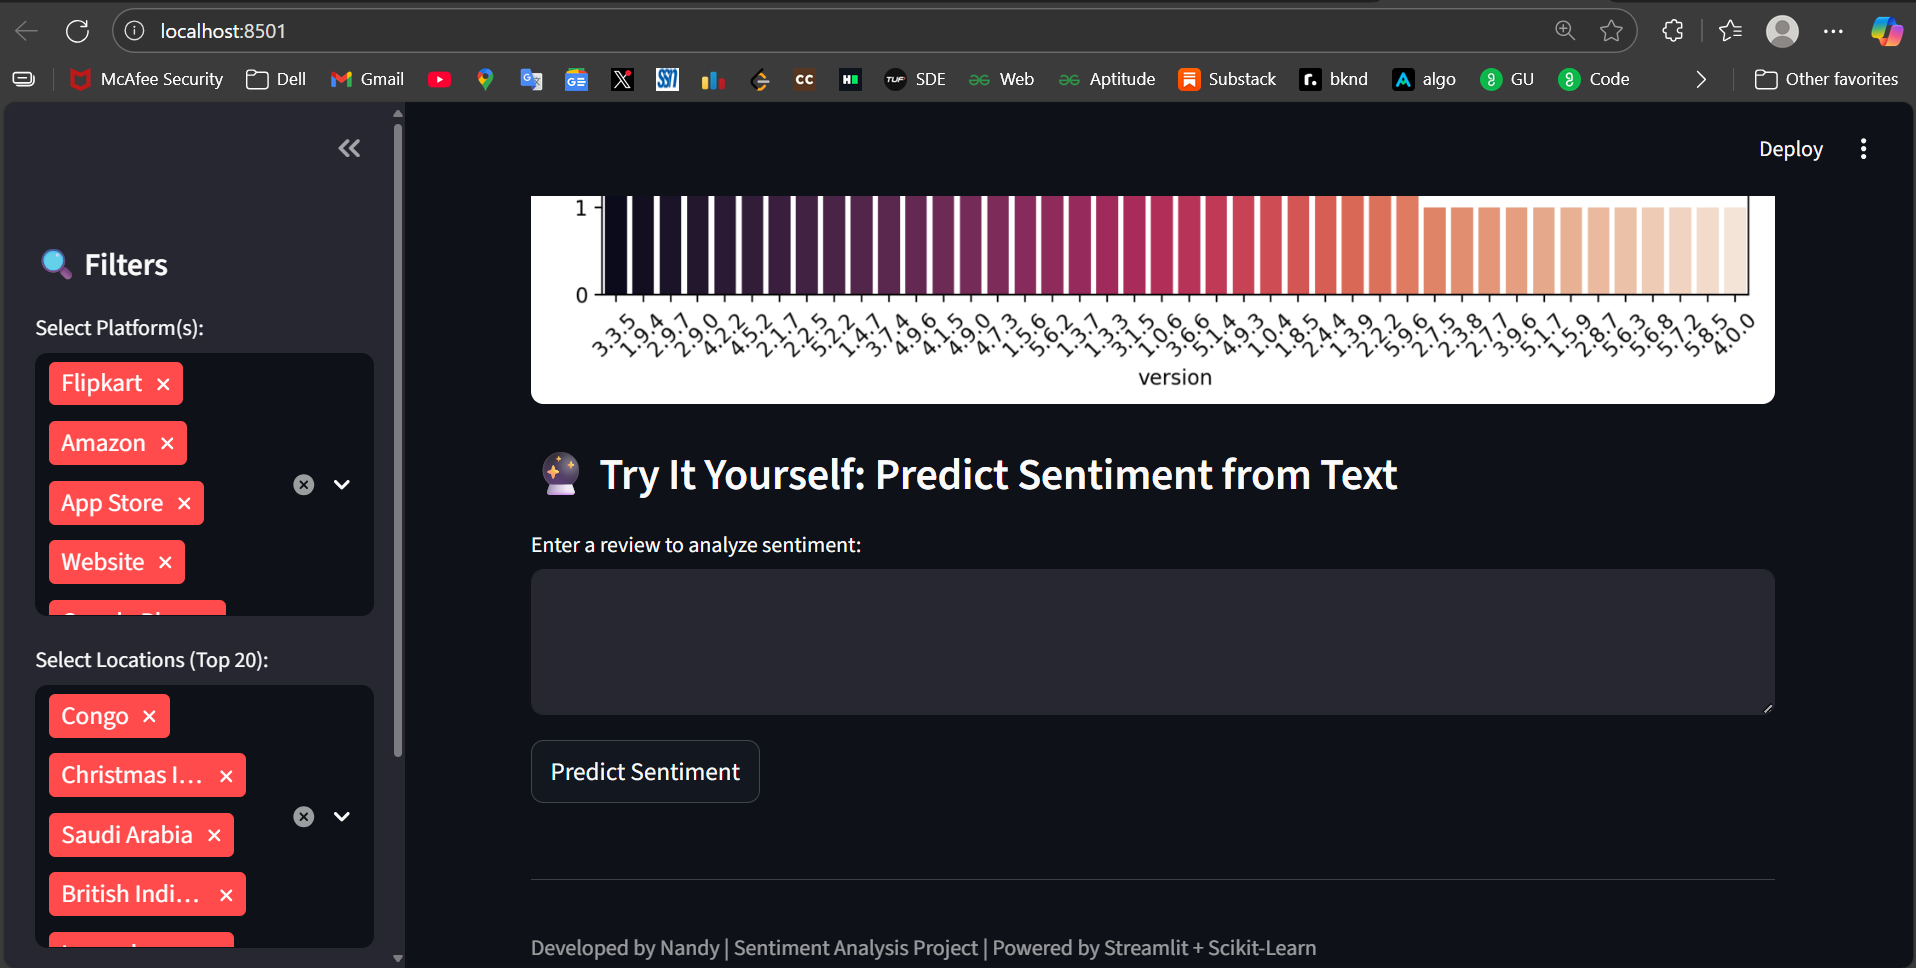 localhost:8501
McAfee Security Dell Gmail SDE Web Aptitude Substack bknd algo GU Code Other favorites
Deploy
Filters
Select Platform(s):
Flipkart
Amazon
App Store
Website
Select Locations (Top 20):
Congo
Christmas I...
Saudi Arabia
British Indi...
1
0
3.3.5 1.9.4 2.9.7 2.9.0 4.2.2 4.5.2 2.1.7 2.2.5 5.2.2 1.4.7 3.7.4 4.9.6 4.1.5 4.9.0 4.7.3 1.5.6 5.6.2 1.3.7 1.3.3 3.1.5 1.0.6 3.6.6 5.1.4 4.9.3 1.0.4 1.8.5 2.4.4 1.3.9 2.2.2 5.9.6 2.7.5 2.3.8 2.7.7 3.9.6 5.1.7 1.5.9 2.8.7 5.6.3 5.6.8 5.7.2 5.8.5 4.0.0
version
Try It Yourself: Predict Sentiment from Text
Enter a review to analyze sentiment:
Predict Sentiment
Developed by Nandy | Sentiment Analysis Project | Powered by Streamlit + Scikit-Learn